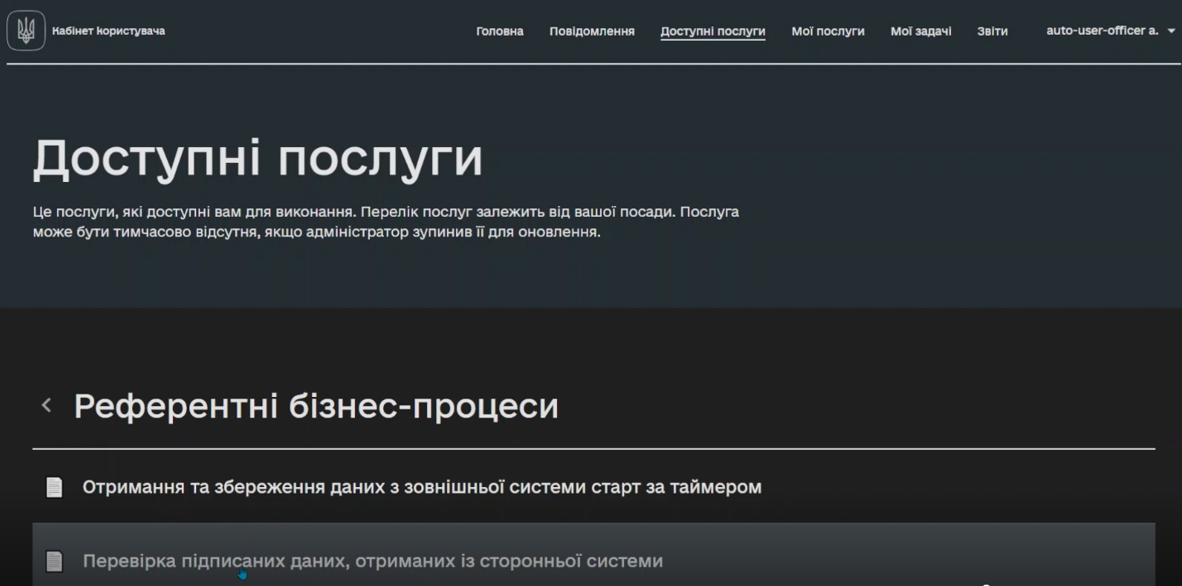 Кабінет користувача
Головна
Повідомлення
Доступні послуги
Мої послуги
Мої задачі
Звіти
auto-user-officer a.
Доступні послуги
Це послуги, які доступні вам для виконання. Перелік послуг залежить від вашої посади. Послуга
може бути тимчасово відсутня, якщо адміністратор зупинив її для оновлення.
Референтні бізнес-процеси
Отримання та збереження даних з зовнішньої системи старт за таймером
Перевірка підписаних даних, отриманих із сторонньої системи